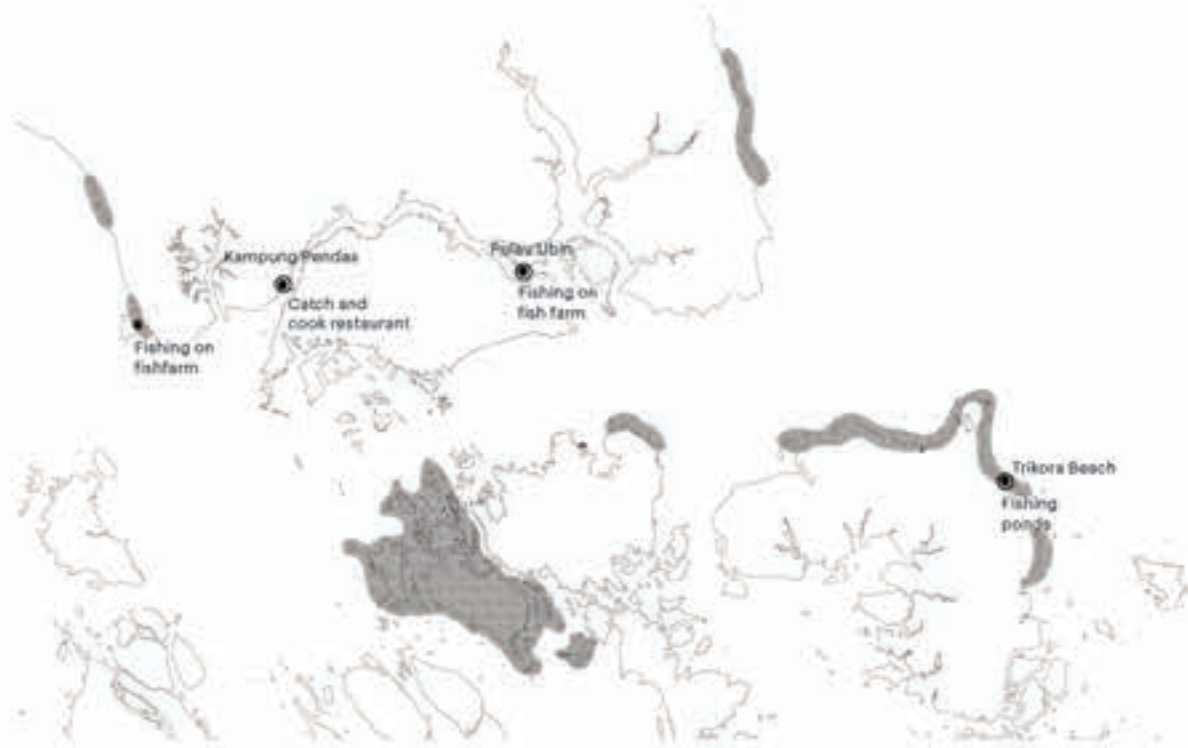 Kampung Pendas
Catch and
cook restaurant
Pulau Ubin
Fishing on
fish farm
Fishing on
fishfarm
Trikora Beach
Fishing
ponds